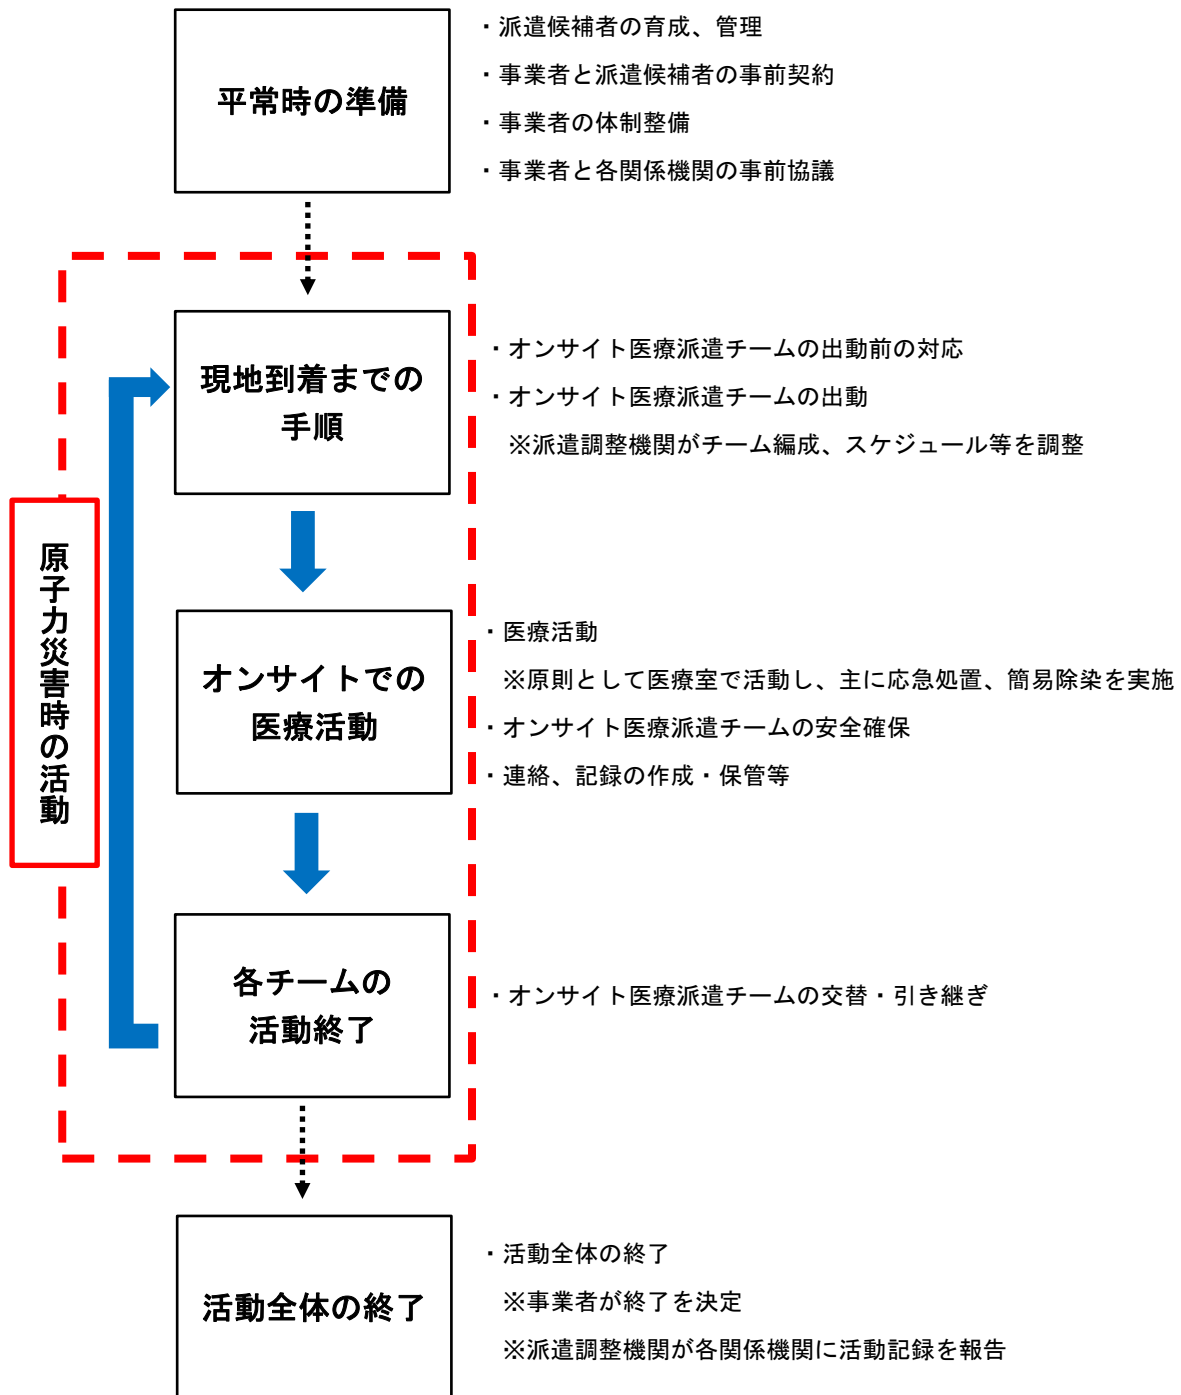 平常時の準備
・派遣候補者の育成、管理
・事業者と派遣候補者の事前契約
・事業者の体制整備
・事業者と各関係機関の事前協議
原子力災害時の活動
現地到着までの
手順
・オンサイト医療派遣チームの出動前の対応
・オンサイト医療派遣チームの出動
※派遣調整機関がチーム編成、スケジュール等を調整
オンサイトでの
医療活動
・医療活動
※原則として医療室で活動し、主に応急処置、簡易除染を実施
・オンサイト医療派遣チームの安全確保
・連絡、記録の作成・保管等
各チームの
活動終了
・オンサイト医療派遣チームの交替・引き継ぎ
活動全体の終了
・活動全体の終了
※事業者が終了を決定
※派遣調整機関が各関係機関に活動記録を報告